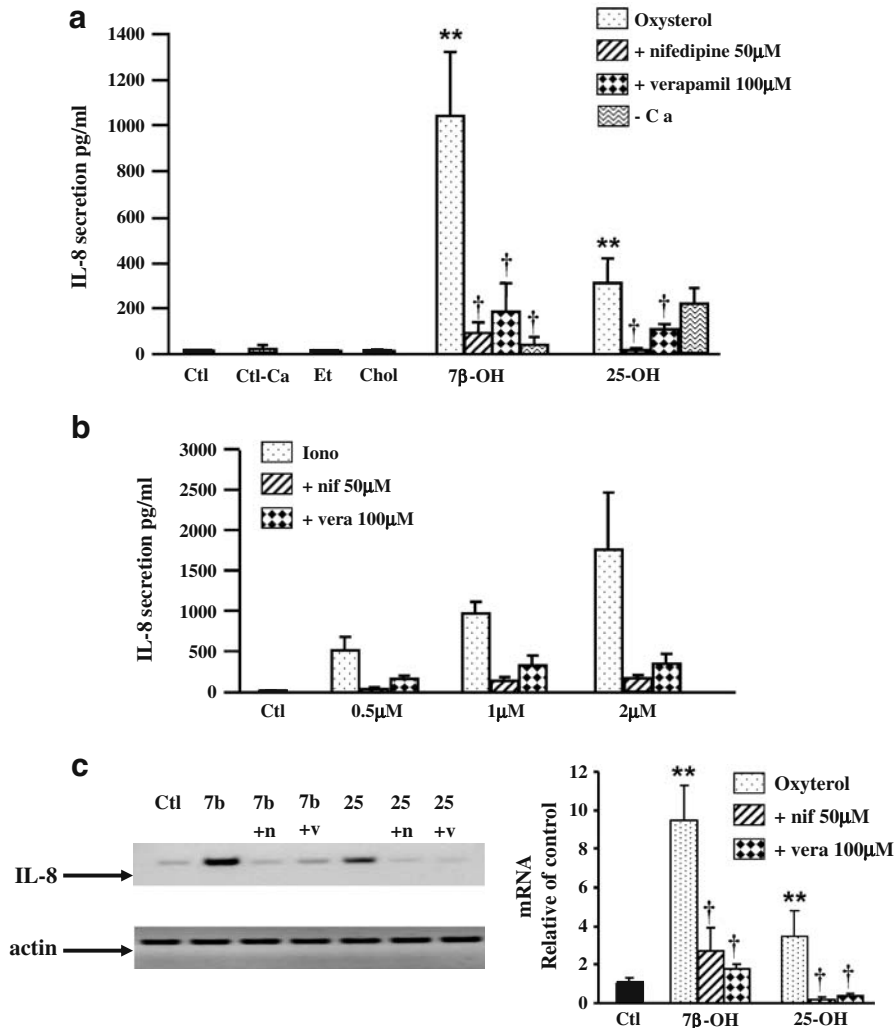 a
IL-8 secretion pg/ml
1400
1200
1000
800
600
400
200
0
**
†
†
†
**
†
†
Oxysterol
+ nifedipine 50µM
+ verapamil 100µM
- C a
Ctl Ctl-Ca Et Chol 7β-OH 25-OH
b
IL-8 secretion pg/ml
3000
2500
2000
1500
1000
500
0
Iono
+ nif 50µM
+ vera 100µM
Ctl 0.5µM 1µM 2µM
c
Ctl 7b 7b 7b 25 25 25
+n +v +n +v
IL-8
actin
mRNA
Relative of control
12
10
8
6
4
2
0
**
†
†
**
†
†
Oxyterol
+ nif 50µM
+ vera 100µM
Ctl 7β-OH 25-OH